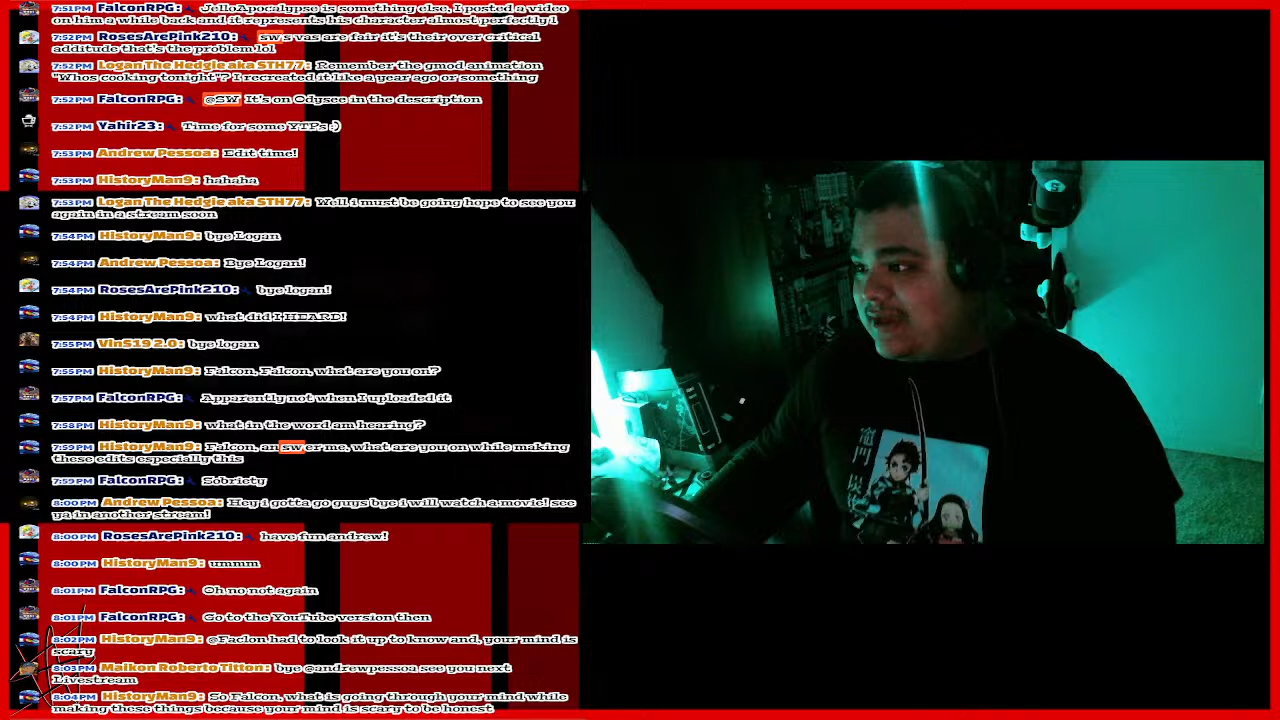 7:51PM FalconRPG: JelloApocalypse is something else, I posted a video
on him a while back and it represents his character almost perfectly l
7:52PM RosesArePink210: sw s vas are fair it's their over critical
additude that's the problem lol
7:52PM Logan The Hedgie aka STH77: Remember the gmod animation
"Whos cooking tonight"? I recreated it like a year ago or something
7:52PM FalconRPG: @SW It's on Odysee in the description
7:52PM Yahir23: Time for some YTPs :)
7:53PM Andrew Pessoa: Edit time!
7:53PM HistoryMan9: hahaha
7:53PM Logan The Hedgie aka STH77: Well i must be going hope to see you
again in a stream soon
7:54PM HistoryMan9: bye Logan
7:54PM Andrew Pessoa: Bye Logan!
7:54PM RosesArePink210: bye logan!
7:54PM HistoryMan9: what did I HEARD!
7:55PM VinS19 2.0: bye logan
7:55PM HistoryMan9: Falcon, Falcon, what are you on?
7:57PM FalconRPG: Apparently not when I uploaded it
7:58PM HistoryMan9: what in the word am hearing?
7:59PM HistoryMan9: Falcon, an sw er me, what are you on while making
these edits especially this
7:59PM FalconRPG: Sobriety
8:00PM Andrew Pessoa: Hey i gotta go guys bye i will watch a movie! see
ya in another stream!
8:00PM RosesArePink210: have fun andrew!
8:00PM HistoryMan9: ummm
8:01PM FalconRPG: Oh no not again
8:01PM FalconRPG: Go to the YouTube version then
8:02PM HistoryMan9: @Faclon had to look it up to know and, your mind is
scary
8:03PM Maikon Roberto Titton: bye @andrewpessoa see you next
Livestream
8:04PM HistoryMan9: So Falcon, what is going through your mind while
making these things because your mind is scary to be honest